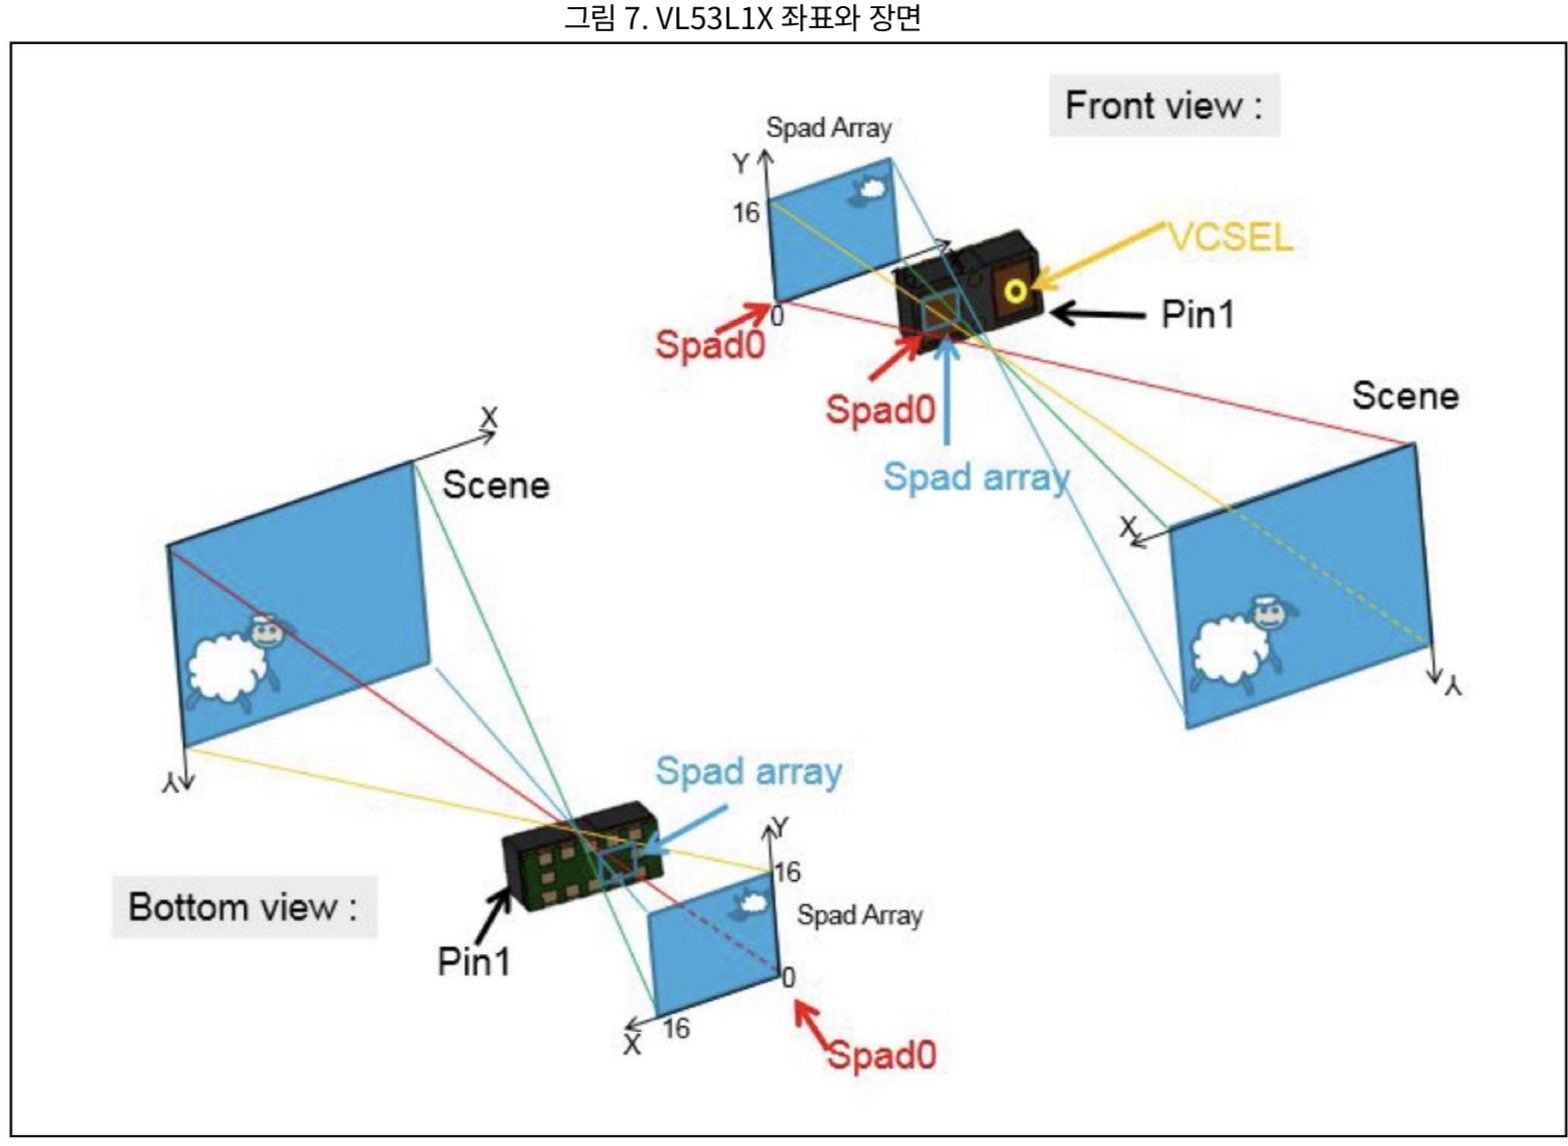 그림 7. VL53L1X 좌표와 장면
Front view :
Spad Array
Y
16
0
Spad0
VCSEL
Pin1
Spad0
Spad array
Scene
X
Y
X
Scene
Y
Spad array
Bottom view :
Pin1
Y
16
Spad Array
0
X
16
Spad0